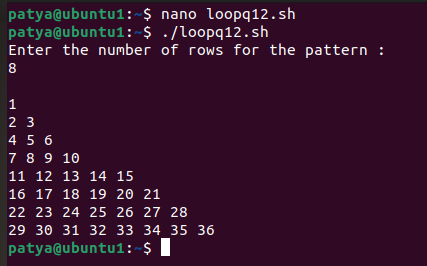 patya@ubuntu1:~$ nano loopq12.sh
patya@ubuntu1:~$ ./loopq12.sh
Enter the number of rows for the pattern :
8

1
2 3
4 5 6
7 8 9 10
11 12 13 14 15
16 17 18 19 20 21
22 23 24 25 26 27 28
29 30 31 32 33 34 35 36
patya@ubuntu1:~$